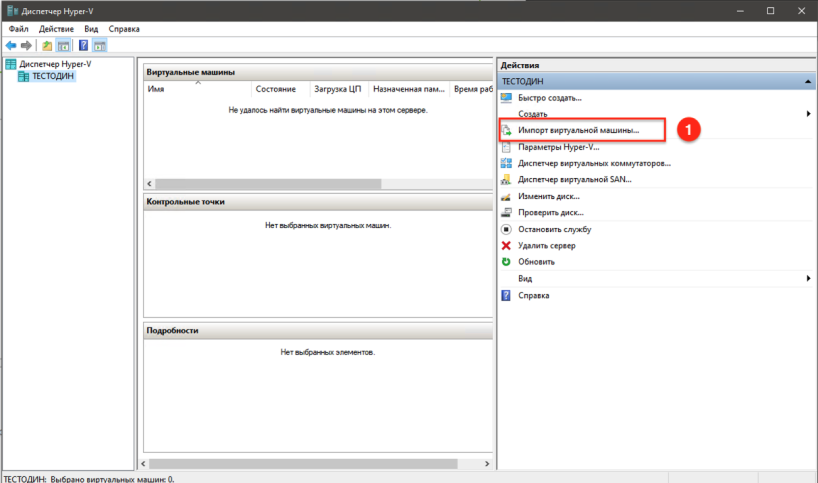 Диспетчер Hyper-V
Файл Действие Вид Справка
Диспетчер Hyper-V
ТЕСТОДИН
Виртуальные машины
Имя Состояние Загрузка ЦП Назначенная пам... Время раб
Не удалось найти виртуальные машины на этом сервере.
Контрольные точки
Нет выбранных виртуальных машин.
Подробности
Нет выбранных элементов.
Действия
ТЕСТОДИН
Быстро создать...
Создать
Импорт виртуальной машины...
1
Параметры Hyper-V...
Диспетчер виртуальных коммутаторов...
Диспетчер виртуальной SAN...
Изменить диск...
Проверить диск...
Остановить службу
Удалить сервер
Обновить
Вид
Справка
ТЕСТОДИН: Выбрано виртуальных машин: 0.